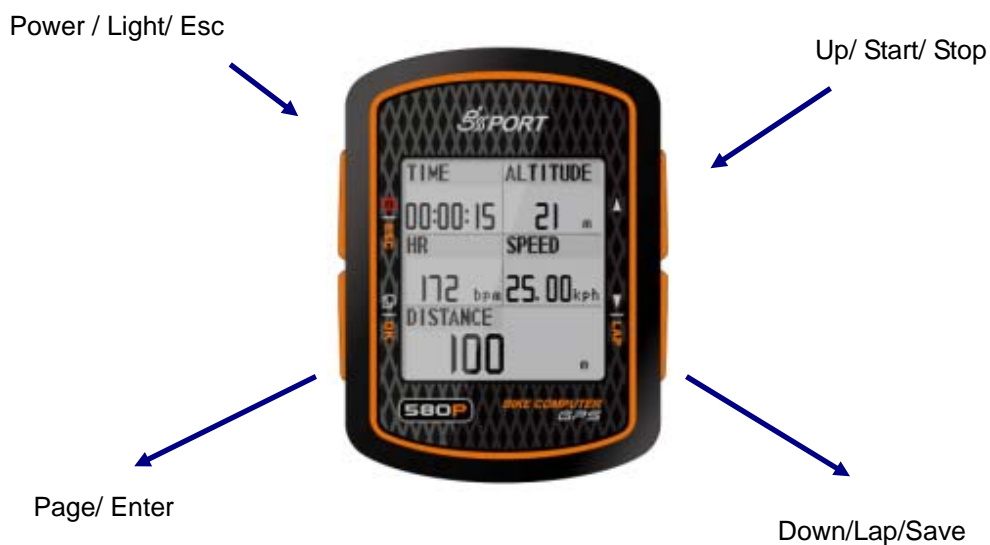 Power / Light/ Esc
Up/ Start/ Stop
TIME ALTITUDE
00:00:15 21 m
HR SPEED
172 bpm 25.00 kph
DISTANCE
100 m
ESC
OK
LAP
580P BIKE COMPUTER
GPS
Page/ Enter
Down/Lap/Save